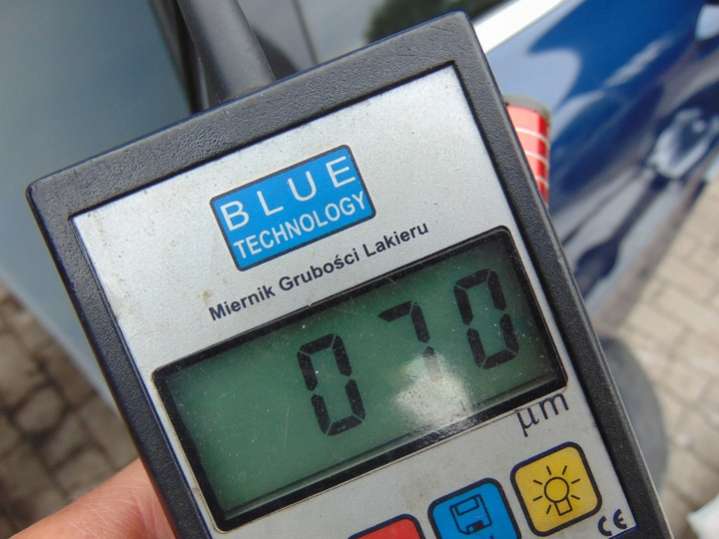 BLUE
TECHNOLOGY
Miernik Grubości Lakieru
070
μm
CE